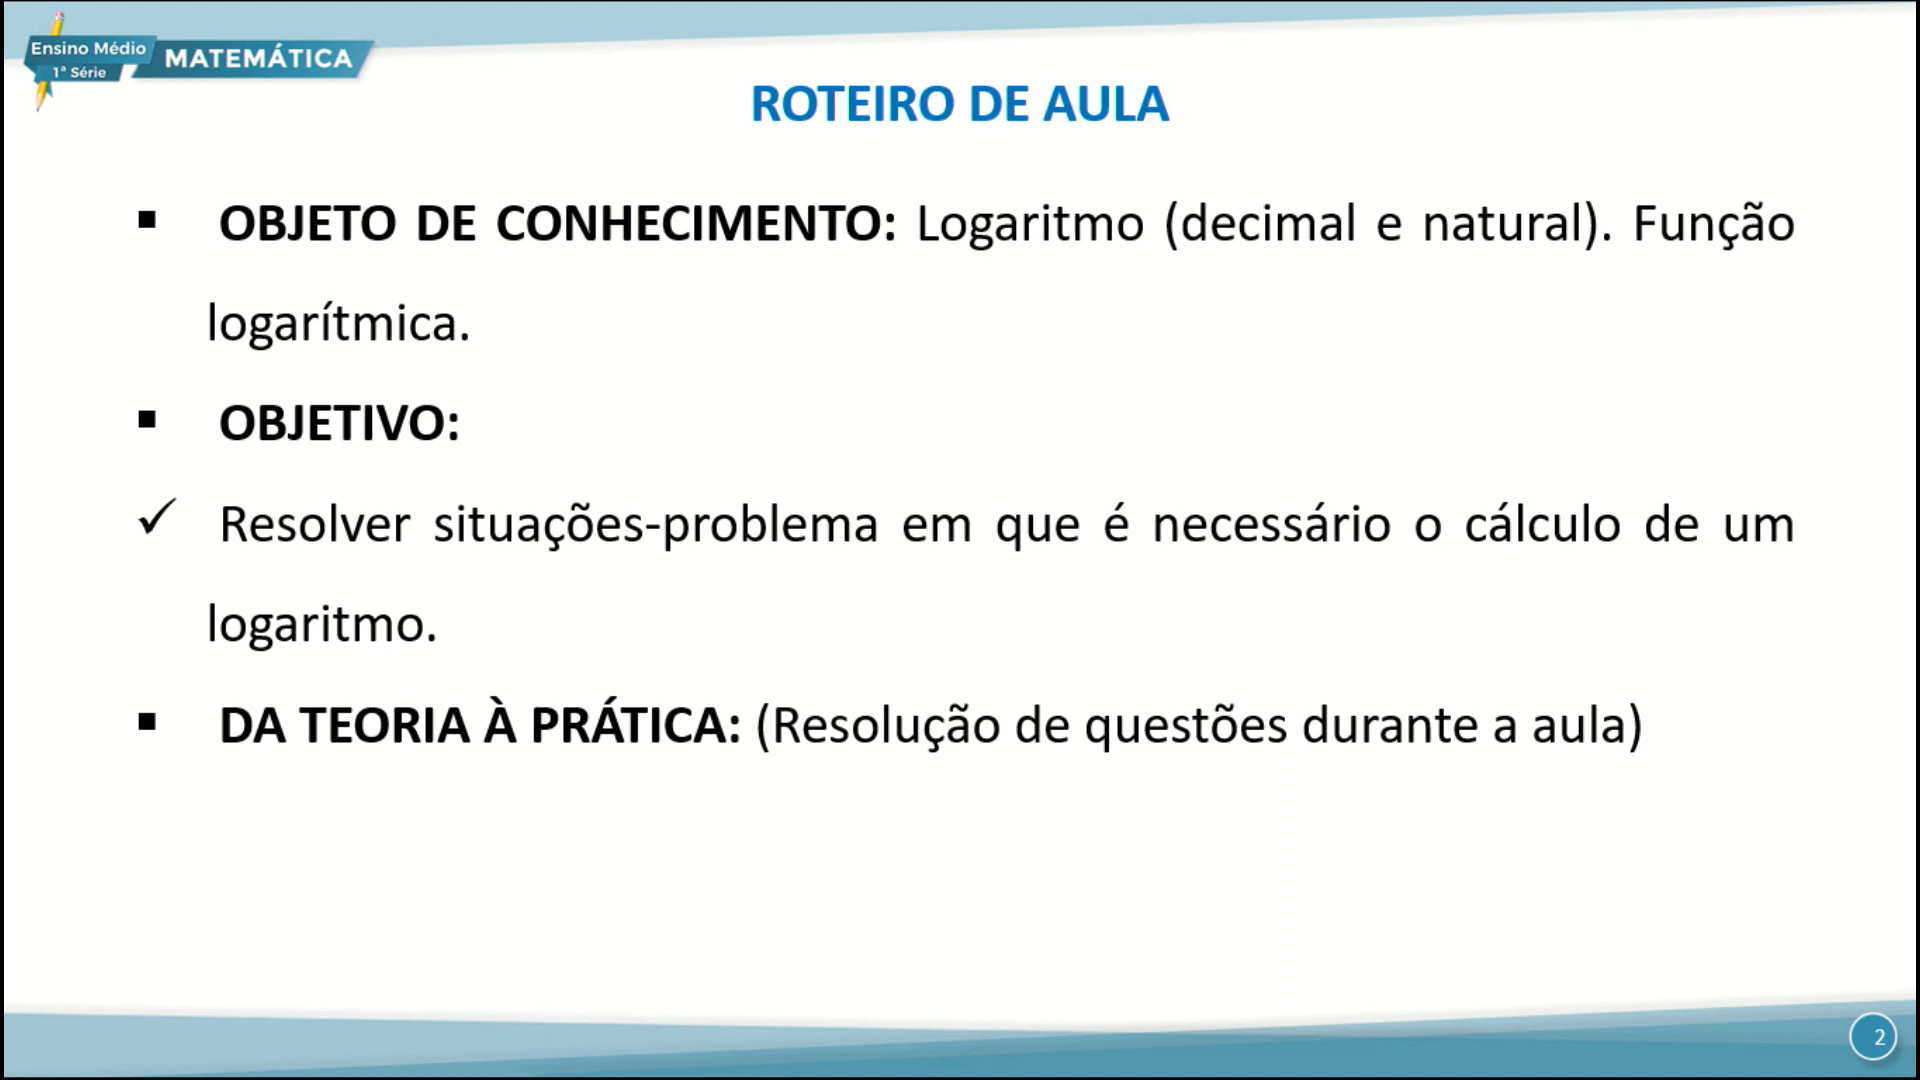 Ensino Médio
1ª Série
MATEMÁTICA
ROTEIRO DE AULA
▪ OBJETO DE CONHECIMENTO: Logaritmo (decimal e natural). Função
logarítmica.
▪ OBJETIVO:
✓ Resolver situações-problema em que é necessário o cálculo de um
logaritmo.
▪ DA TEORIA À PRÁTICA: (Resolução de questões durante a aula)
2